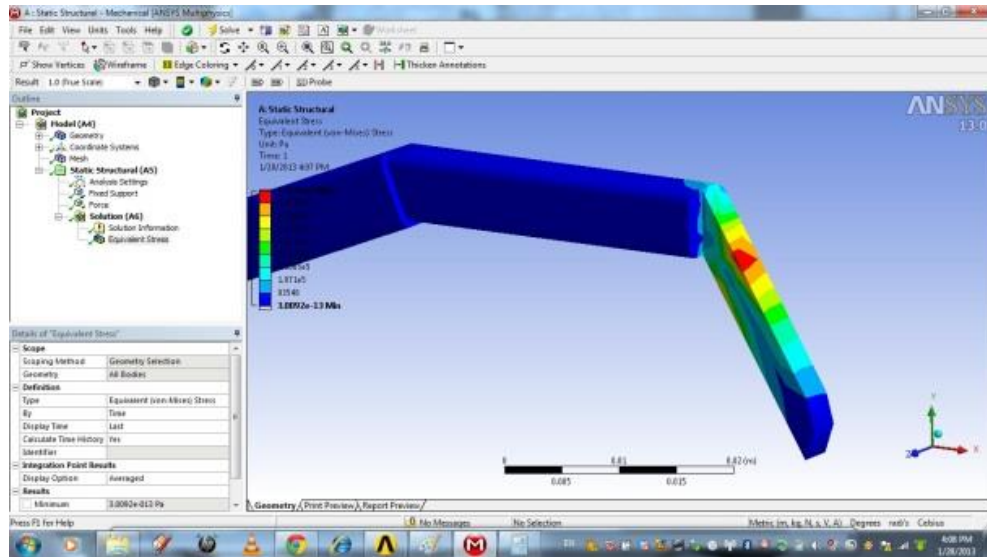 A : Static Structural - Mechanical [ANSYS Multiphysics]
File Edit View Units Tools Help Solve Worksheet
Show Vertices Wireframe Edge Coloring Thicken Annotations
Result 1.0 (True Scale) Probe
Outline
Project
Model (A4)
Geometry
Coordinate Systems
Mesh
Static Structural (A5)
Analysis Settings
Fixed Support
Force
Solution (A6)
Solution Information
Equivalent Stress
A: Static Structural
Equivalent Stress
Type: Equivalent (von-Mises) Stress
Unit: Pa
Time: 1
1/28/2013 4:07 PM
3.0092e-13 Min
ANSYS
13.0
Details of "Equivalent Stress"
Scope
Scoping Method Geometry Selection
Geometry All Bodies
Definition
Type Equivalent (von-Mises) Stress
By Time
Display Time Last
Calculate Time History Yes
Identifier
Integration Point Results
Display Option Averaged
Results
Minimum 3.0092e-013 Pa
0 0.01 0.02 (m)
0.005 0.015
Y
X
Z
Geometry Print Preview Report Preview
Press F1 for Help No Messages No Selection Metric (m, kg, N, s, V, A) Degrees rad/s Celsius
4:08 PM
1/28/2013